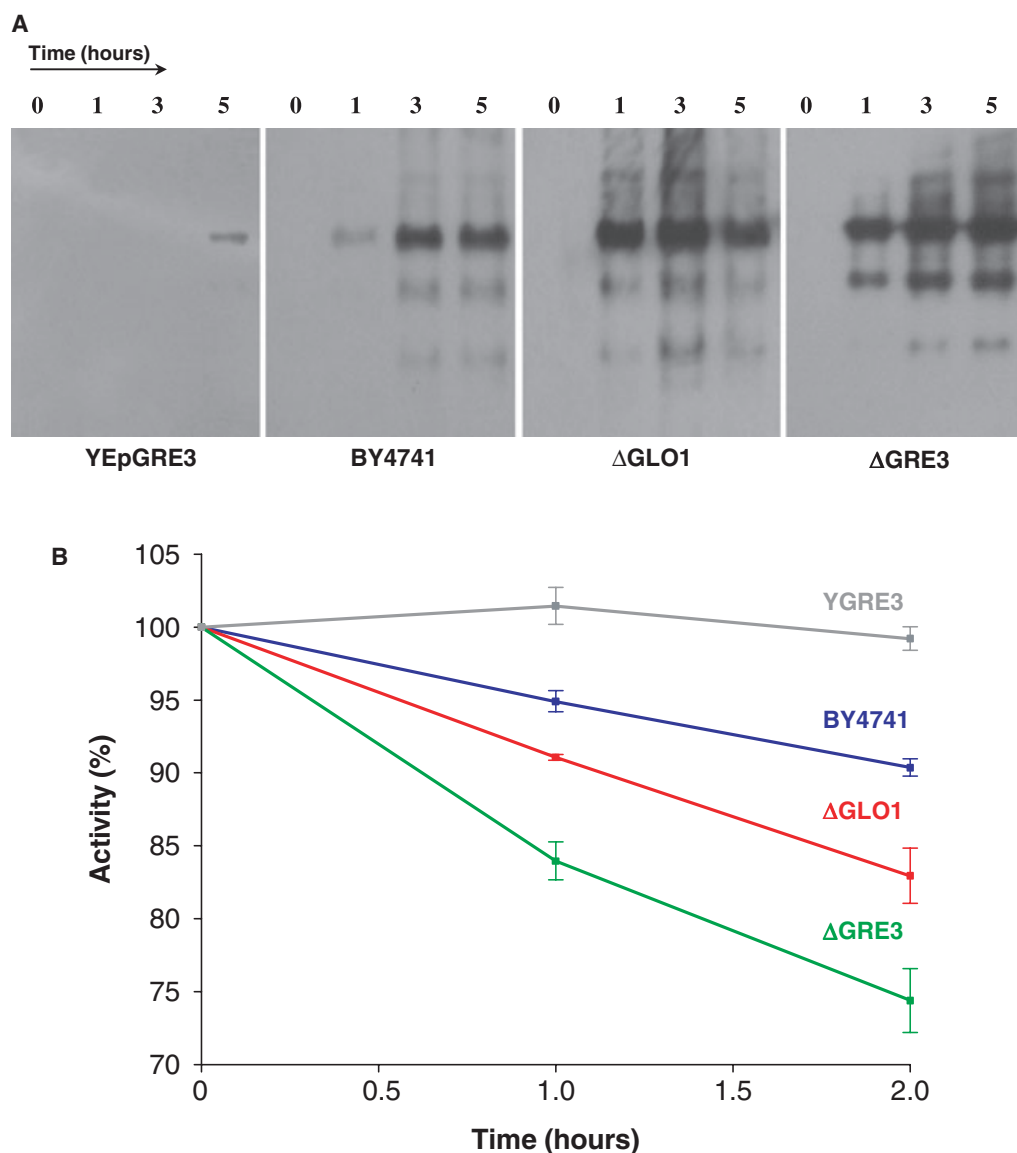 A
Time (hours)
0 1 3 5 0 1 3 5 0 1 3 5 0 1 3 5
YEpGRE3 BY4741 ΔGLO1 ΔGRE3
B
105
100
95
90
85
80
75
70
Activity (%)
YGRE3
BY4741
ΔGLO1
ΔGRE3
0 0.5 1.0 1.5 2.0
Time (hours)